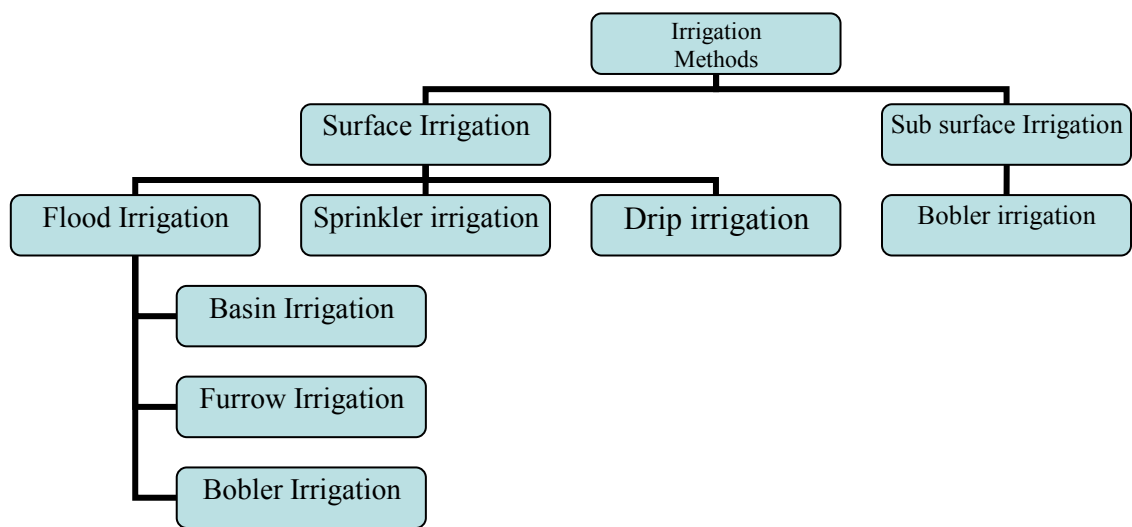 Irrigation
Methods
Surface Irrigation
Sub surface Irrigation
Flood Irrigation
Sprinkler irrigation
Drip irrigation
Bobler irrigation
Basin Irrigation
Furrow Irrigation
Bobler Irrigation